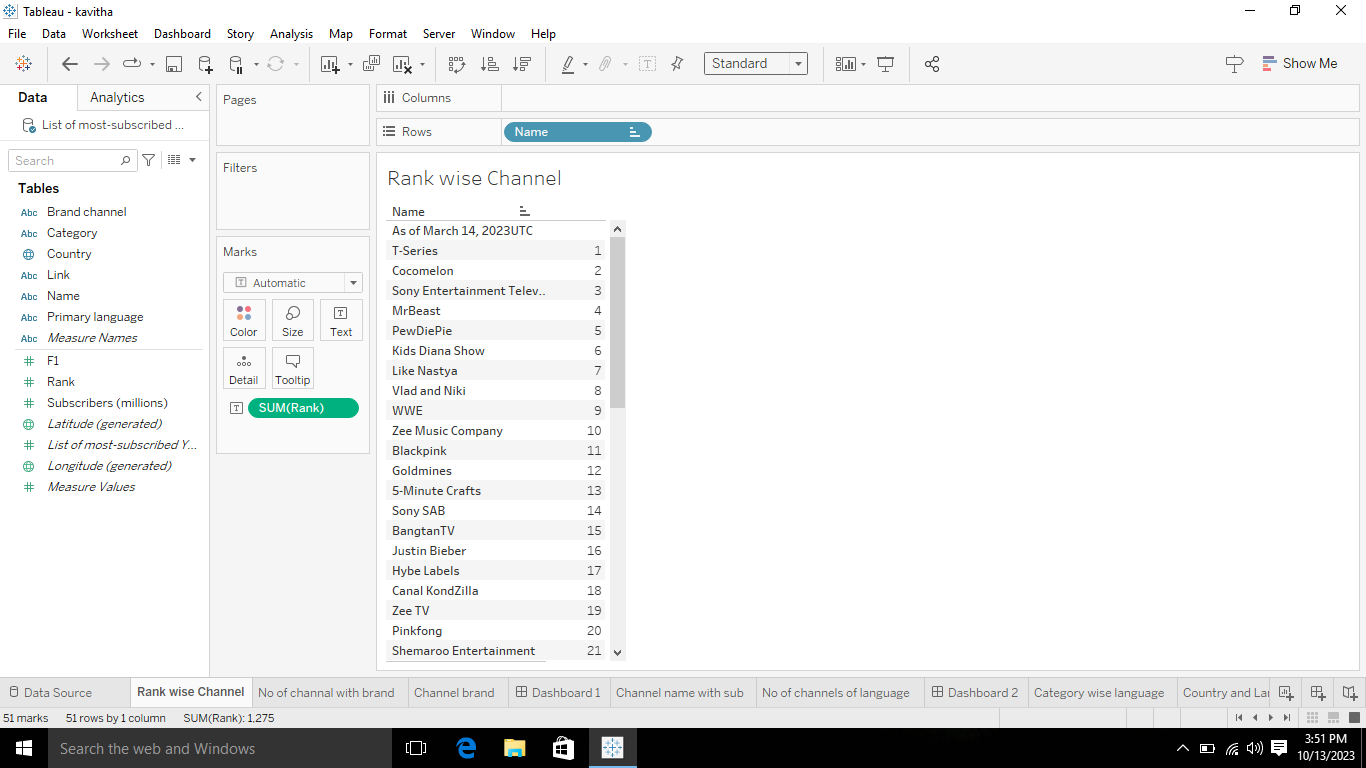 Tableau - kavitha
File Data Worksheet Dashboard Story Analysis Map Format Server Window Help
Standard
Show Me
Data Analytics
List of most-subscribed ...
Search
Tables
Abc Brand channel
Abc Category
Country
Abc Link
Abc Name
Abc Primary language
Abc Measure Names
# F1
# Rank
# Subscribers (millions)
Latitude (generated)
# List of most-subscribed Y...
Longitude (generated)
# Measure Values
Pages
Filters
Marks
T Automatic
Color Size Text
Detail Tooltip
T SUM(Rank)
Columns
Rows Name
Rank wise Channel
Name
As of March 14, 2023UTC
T-Series 1
Cocomelon 2
Sony Entertainment Telev.. 3
MrBeast 4
PewDiePie 5
Kids Diana Show 6
Like Nastya 7
Vlad and Niki 8
WWE 9
Zee Music Company 10
Blackpink 11
Goldmines 12
5-Minute Crafts 13
Sony SAB 14
BangtanTV 15
Justin Bieber 16
Hybe Labels 17
Canal KondZilla 18
Zee TV 19
Pinkfong 20
Shemaroo Entertainment 21
Data Source Rank wise Channel No of channal with brand Channel brand Dashboard 1 Channel name with sub No of channels of language Dashboard 2 Category wise language Country and Lar
51 marks 51 rows by 1 column SUM(Rank): 1,275
Search the web and Windows
3:51 PM
10/13/2023